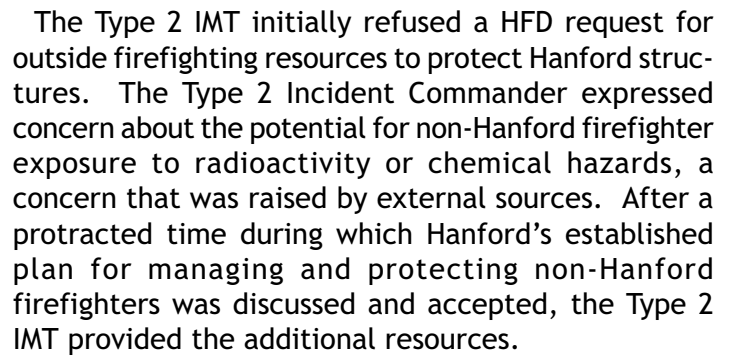 The Type 2 IMT initially refused a HFD request for
outside firefighting resources to protect Hanford struc-
tures.  The Type 2 Incident Commander expressed
concern about the potential for non-Hanford firefighter
exposure to radioactivity or chemical hazards, a
concern that was raised by external sources.  After a
protracted time during which Hanford’s established
plan for managing and protecting non-Hanford
firefighters was discussed and accepted, the Type 2
IMT provided the additional resources.